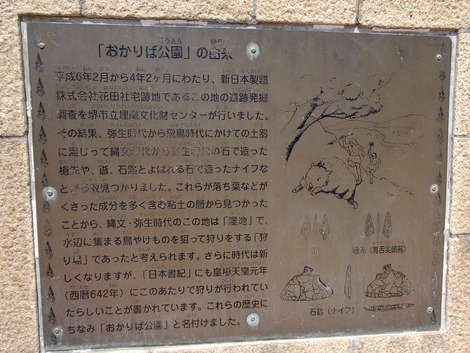 「おかりば公園」の由来
平成6年2月から4年2ヶ月にわたり、新日本製鐵
株式会社花田社宅跡地であるこの地の遺跡発掘
調査を堺市立埋蔵文化財センターが行いました。
その結果、弥生時代から飛鳥時代にかけての土器
に混じって縄文時代から弥生時代の石で造った
槍先や、鏃、石匙とよばれる石で造ったナイフな
どが多数見つかりました。これらが落ち葉などが
くさった成分を多く含む粘土の層から見つかった
ことから、縄文・弥生時代のこの地は「湿地」で、
水辺に集まる鳥やけものを狙って狩りをする「狩
り場」であったと考えられます。さらに時代は新
しくなりますが、「日本書紀」にも皇極天皇元年
（西暦642年）にこのあたりで狩りが行われてい
たらしいことが書かれています。これらの歴史に
ちなみ「おかりば公園」と名付けました。
槍先（有舌尖頭器）
石匙（ナイフ）